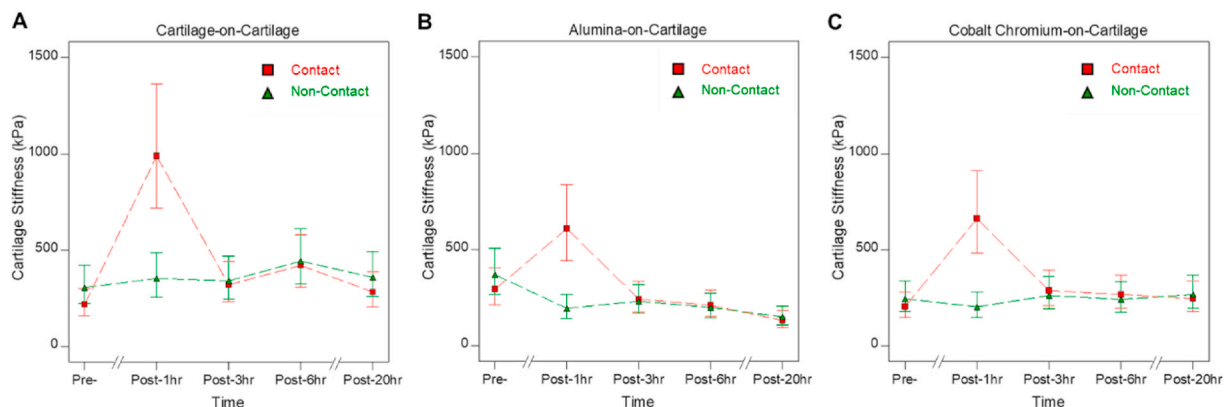 A
Cartilage-on-Cartilage
1500
1000
500
0
Cartilage Stiffness (kPa)
Contact
Non-Contact
Pre-
Post-1hr
Post-3hr
Post-6hr
Post-20hr
Time
B
Alumina-on-Cartilage
1500
1000
500
0
Cartilage Stiffness (kPa)
Contact
Non-Contact
Pre-
Post-1hr
Post-3hr
Post-6hr
Post-20hr
Time
C
Cobalt Chromium-on-Cartilage
1500
1000
500
0
Cartilage Stiffness (kPa)
Contact
Non-Contact
Pre-
Post-1hr
Post-3hr
Post-6hr
Post-20hr
Time